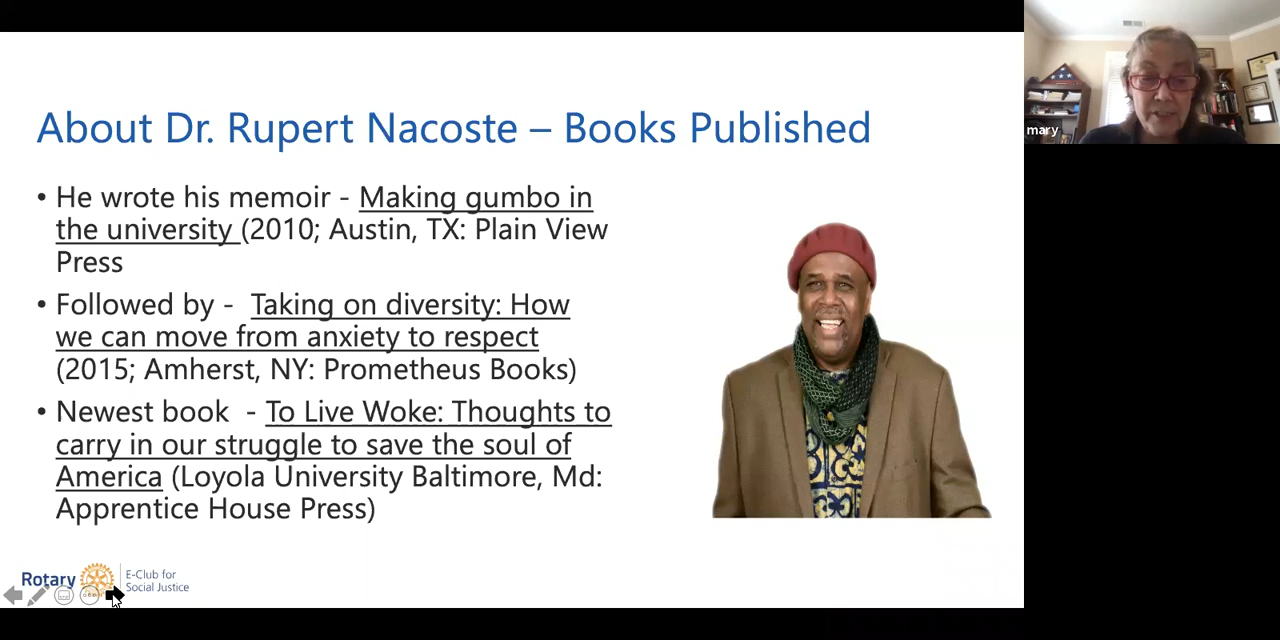 About Dr. Rupert Nacoste – Books Published
• He wrote his memoir - Making gumbo in
the university (2010; Austin, TX: Plain View
Press
• Followed by - Taking on diversity: How
we can move from anxiety to respect
(2015; Amherst, NY: Prometheus Books)
• Newest book - To Live Woke: Thoughts to
carry in our struggle to save the soul of
America (Loyola University Baltimore, Md:
Apprentice House Press)
Rotary
E-Club for
Social Justice
mary